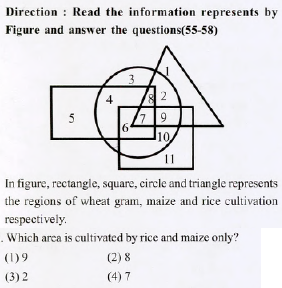 Direction : Read the information represents by
Figure and answer the questions(55-58)
3
1
4
8
2
5
7
9
6
10
11
In figure, rectangle, square, circle and triangle represents
the regions of wheat gram, maize and rice cultivation
respectively.
. Which area is cultivated by rice and maize only?
(1) 9 (2) 8
(3) 2 (4) 7